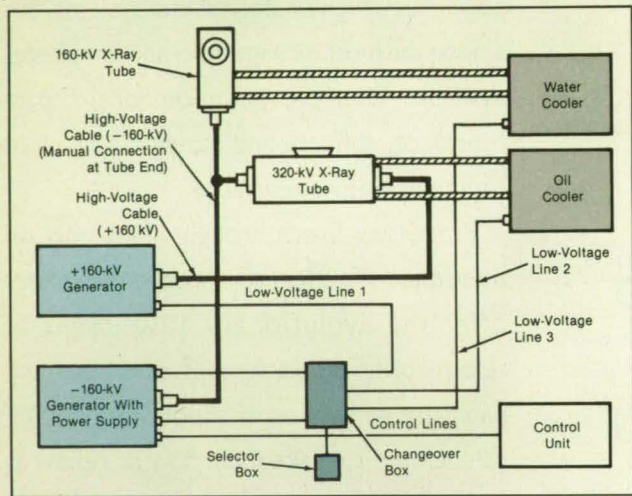 160-kV X-Ray
Tube
Water
Cooler
High-Voltage
Cable (−160-kV)
(Manual Connection
at Tube End)
320-kV X-Ray
Tube
Oil
Cooler
High-Voltage
Cable
(+160 kV)
+160-kV
Generator
Low-Voltage Line 1
Low-Voltage
Line 2
Low-Voltage
Line 3
−160-kV
Generator With
Power Supply
Control Lines
Control
Unit
Selector
Box
Changeover
Box